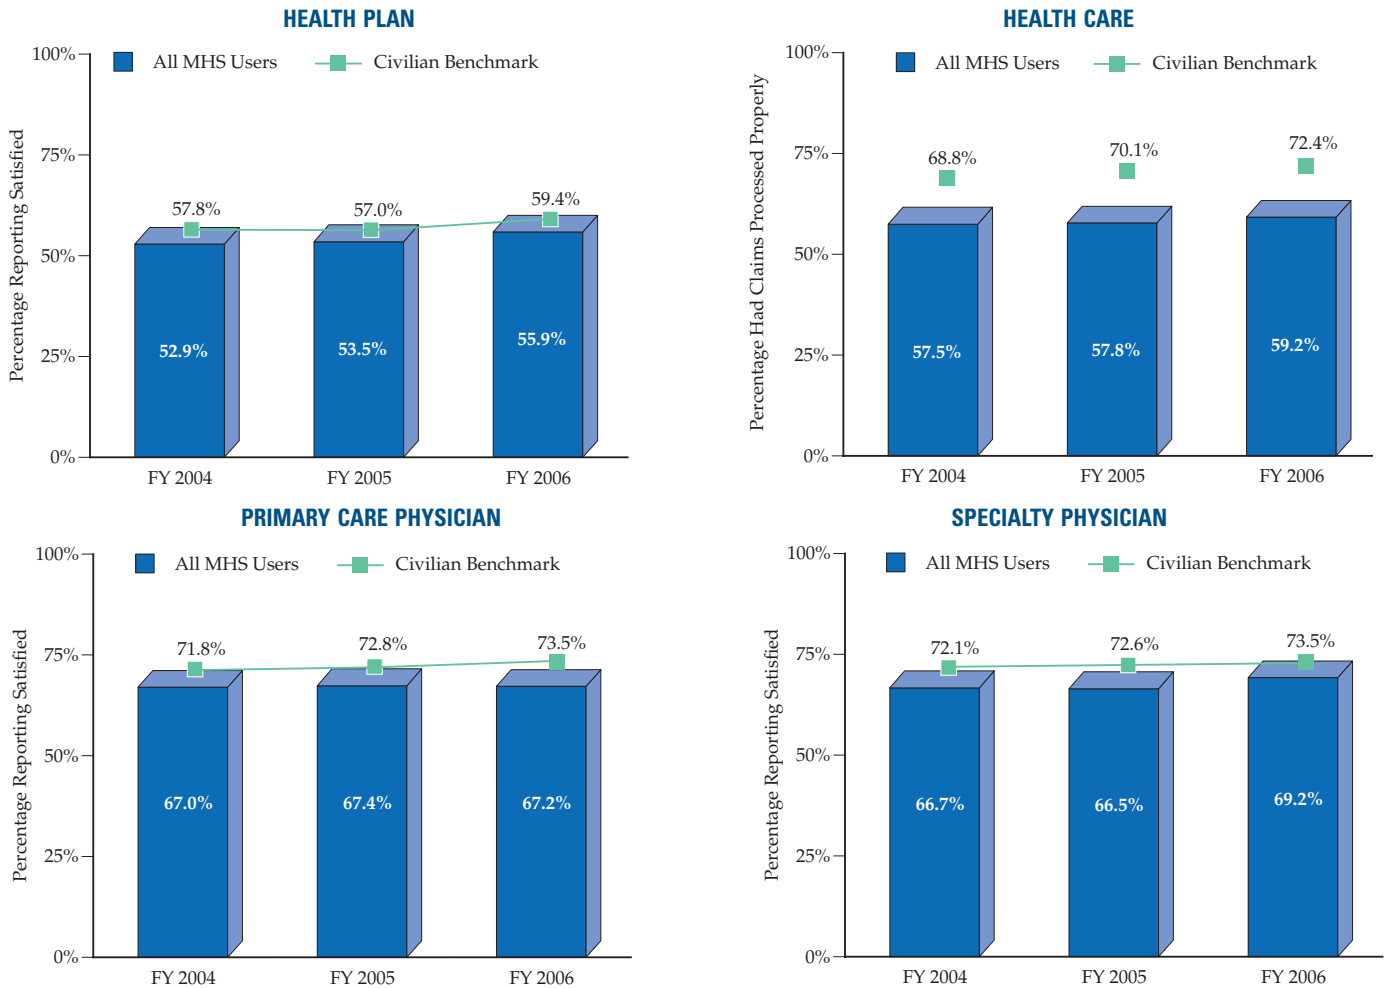 HEALTH PLAN
100%
All MHS Users
Civilian Benchmark
Percentage Reporting Satisfied
75%
57.8%
57.0%
59.4%
50%
52.9%
53.5%
55.9%
25%
0%
FY 2004
FY 2005
FY 2006
HEALTH CARE
100%
All MHS Users
Civilian Benchmark
Percentage Had Claims Processed Properly
75%
68.8%
70.1%
72.4%
50%
57.5%
57.8%
59.2%
25%
0%
FY 2004
FY 2005
FY 2006
PRIMARY CARE PHYSICIAN
100%
All MHS Users
Civilian Benchmark
Percentage Reporting Satisfied
75%
71.8%
72.8%
73.5%
50%
67.0%
67.4%
67.2%
25%
0%
FY 2004
FY 2005
FY 2006
SPECIALTY PHYSICIAN
100%
All MHS Users
Civilian Benchmark
Percentage Reporting Satisfied
75%
72.1%
72.6%
73.5%
50%
66.7%
66.5%
69.2%
25%
0%
FY 2004
FY 2005
FY 2006